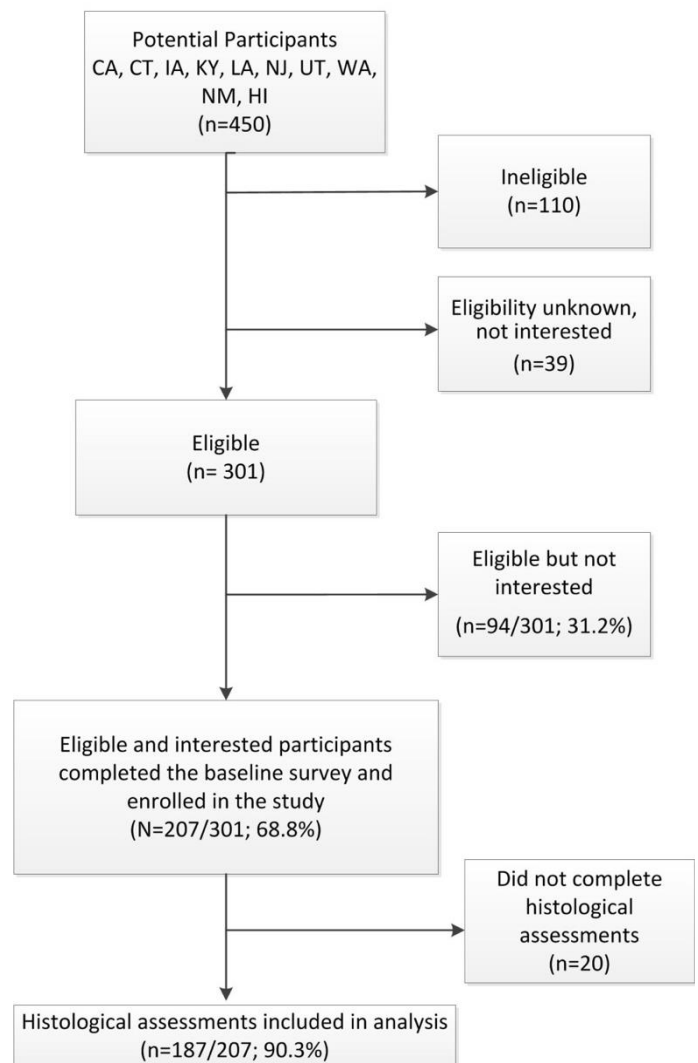 Potential Participants
CA, CT, IA, KY, LA, NJ, UT, WA,
NM, HI
(n=450)
Ineligible
(n=110)
Eligibility unknown,
not interested
(n=39)
Eligible
(n= 301)
Eligible but not
interested
(n=94/301; 31.2%)
Eligible and interested participants
completed the baseline survey and
enrolled in the study
(N=207/301; 68.8%)
Did not complete
histological
assessments
(n=20)
Histological assessments included in analysis
(n=187/207; 90.3%)